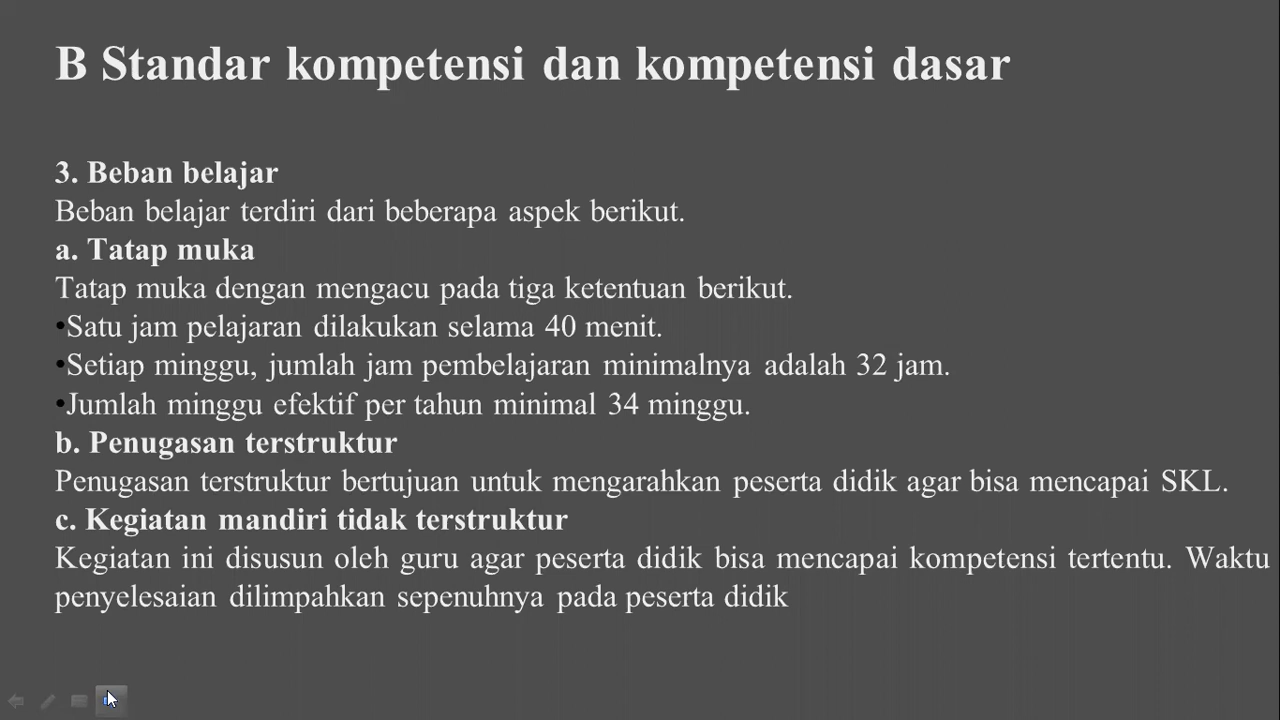 B Standar kompetensi dan kompetensi dasar
3. Beban belajar
Beban belajar terdiri dari beberapa aspek berikut.
a. Tatap muka
Tatap muka dengan mengacu pada tiga ketentuan berikut.
•Satu jam pelajaran dilakukan selama 40 menit.
•Setiap minggu, jumlah jam pembelajaran minimalnya adalah 32 jam.
•Jumlah minggu efektif per tahun minimal 34 minggu.
b. Penugasan terstruktur
Penugasan terstruktur bertujuan untuk mengarahkan peserta didik agar bisa mencapai SKL.
c. Kegiatan mandiri tidak terstruktur
Kegiatan ini disusun oleh guru agar peserta didik bisa mencapai kompetensi tertentu. Waktu
penyelesaian dilimpahkan sepenuhnya pada peserta didik